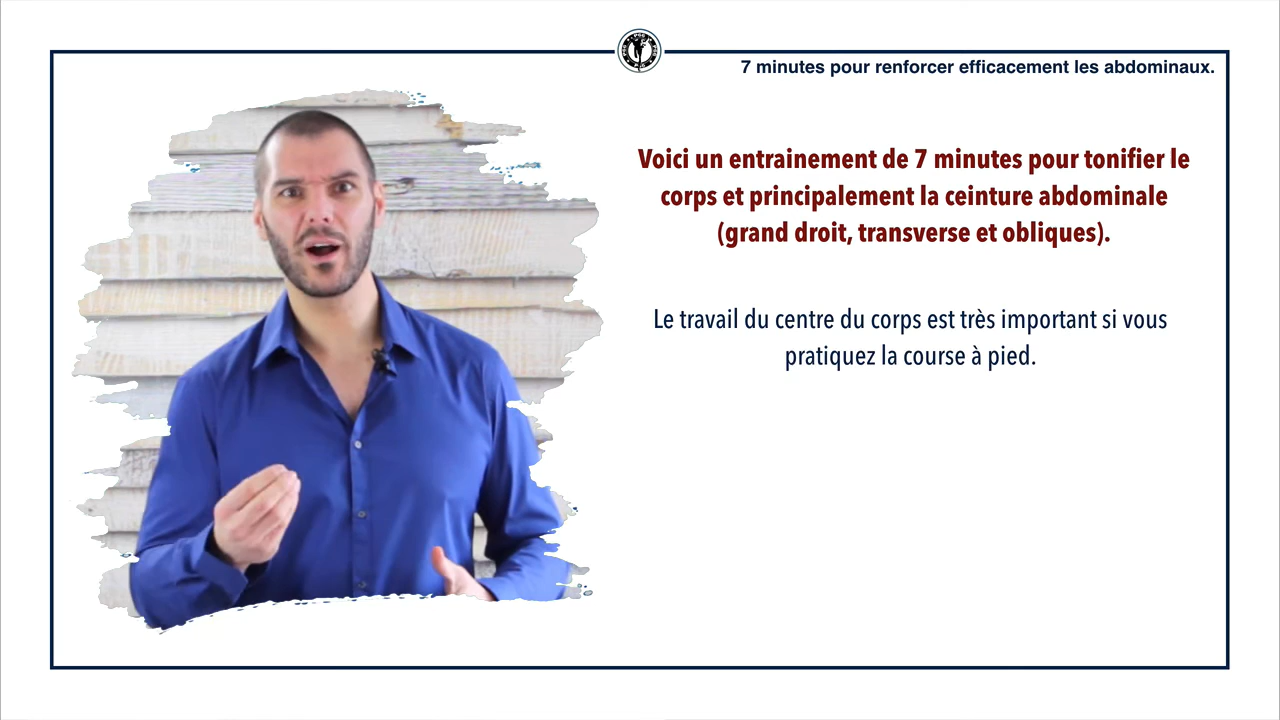 7 minutes pour renforcer efficacement les abdominaux.
Voici un entrainement de 7 minutes pour tonifier le
corps et principalement la ceinture abdominale
(grand droit, transverse et obliques).
Le travail du centre du corps est très important si vous
pratiquez la course à pied.